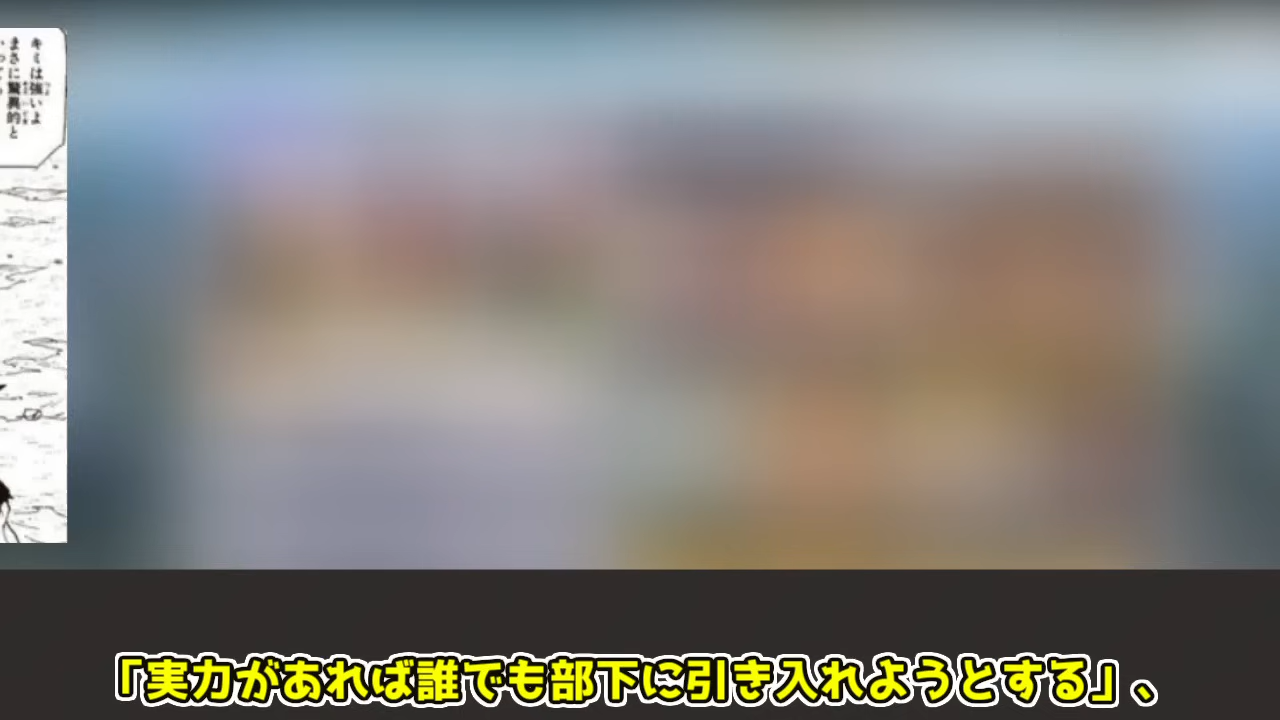 キミは強いよ
まさに驚異的と
「実力があれば誰でも部下に引き入れようとする」、